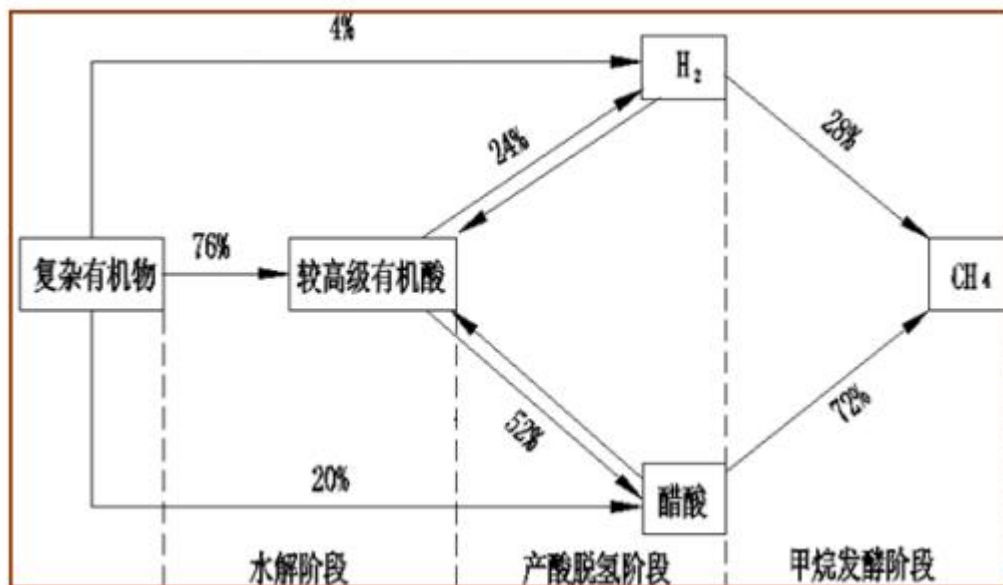 4%
H₂
24%
28%
76%
复杂有机物
较高级有机酸
CH₄
52%
72%
20%
醋酸
水解阶段
产酸脱氢阶段
甲烷发酵阶段